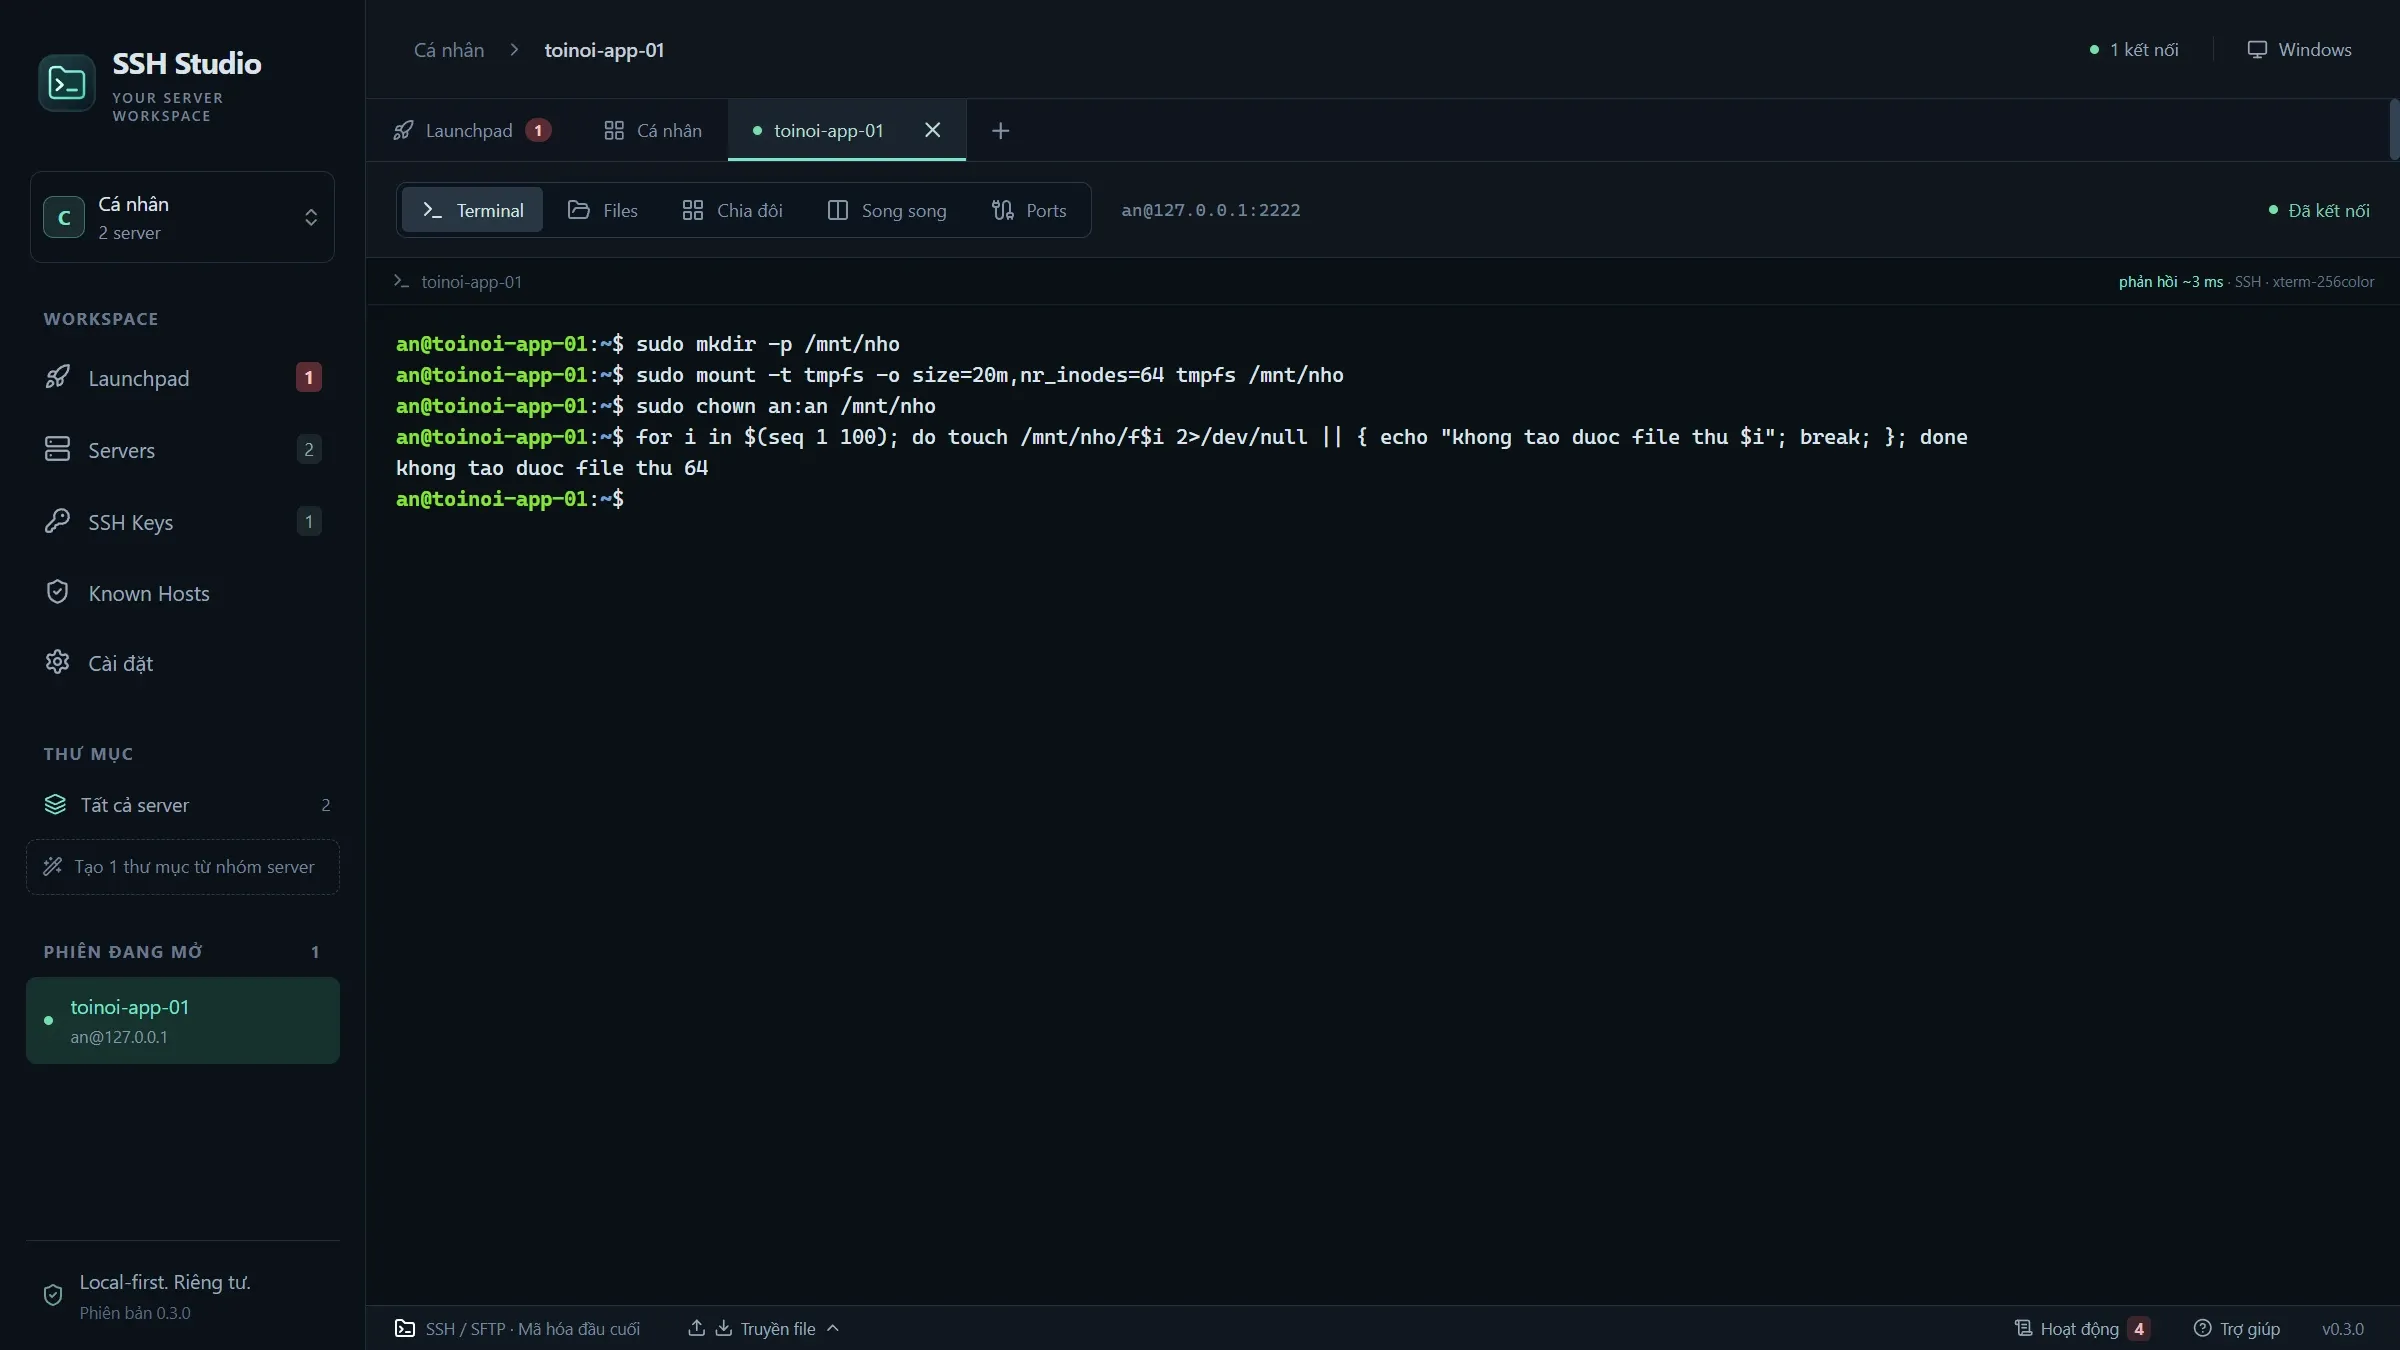 SSH Studio
YOUR SERVER
WORKSPACE
C
Cá nhân
2 server
WORKSPACE
Launchpad 1
Servers 2
SSH Keys 1
Known Hosts
Cài đặt
THƯ MỤC
Tất cả server 2
Tạo 1 thư mục từ nhóm server
PHIÊN ĐANG MỞ 1
toinoi-app-01
an@127.0.0.1
Local-first. Riêng tư.
Phiên bản 0.3.0
Cá nhân > toinoi-app-01
1 kết nối
Windows
Launchpad 1
Cá nhân
toinoi-app-01
Terminal
Files
Chia đôi
Song song
Ports
an@127.0.0.1:2222
Đã kết nối
toinoi-app-01
phản hồi ~3 ms · SSH · xterm-256color
an@toinoi-app-01:~$ sudo mkdir -p /mnt/nho
an@toinoi-app-01:~$ sudo mount -t tmpfs -o size=20m,nr_inodes=64 tmpfs /mnt/nho
an@toinoi-app-01:~$ sudo chown an:an /mnt/nho
an@toinoi-app-01:~$ for i in $(seq 1 100); do touch /mnt/nho/f$i 2>/dev/null || { echo "khong tao duoc file thu $i"; break; }; done
khong tao duoc file thu 64
an@toinoi-app-01:~$
SSH / SFTP · Mã hóa đầu cuối
Truyền file
Hoạt động 4
Trợ giúp
v0.3.0